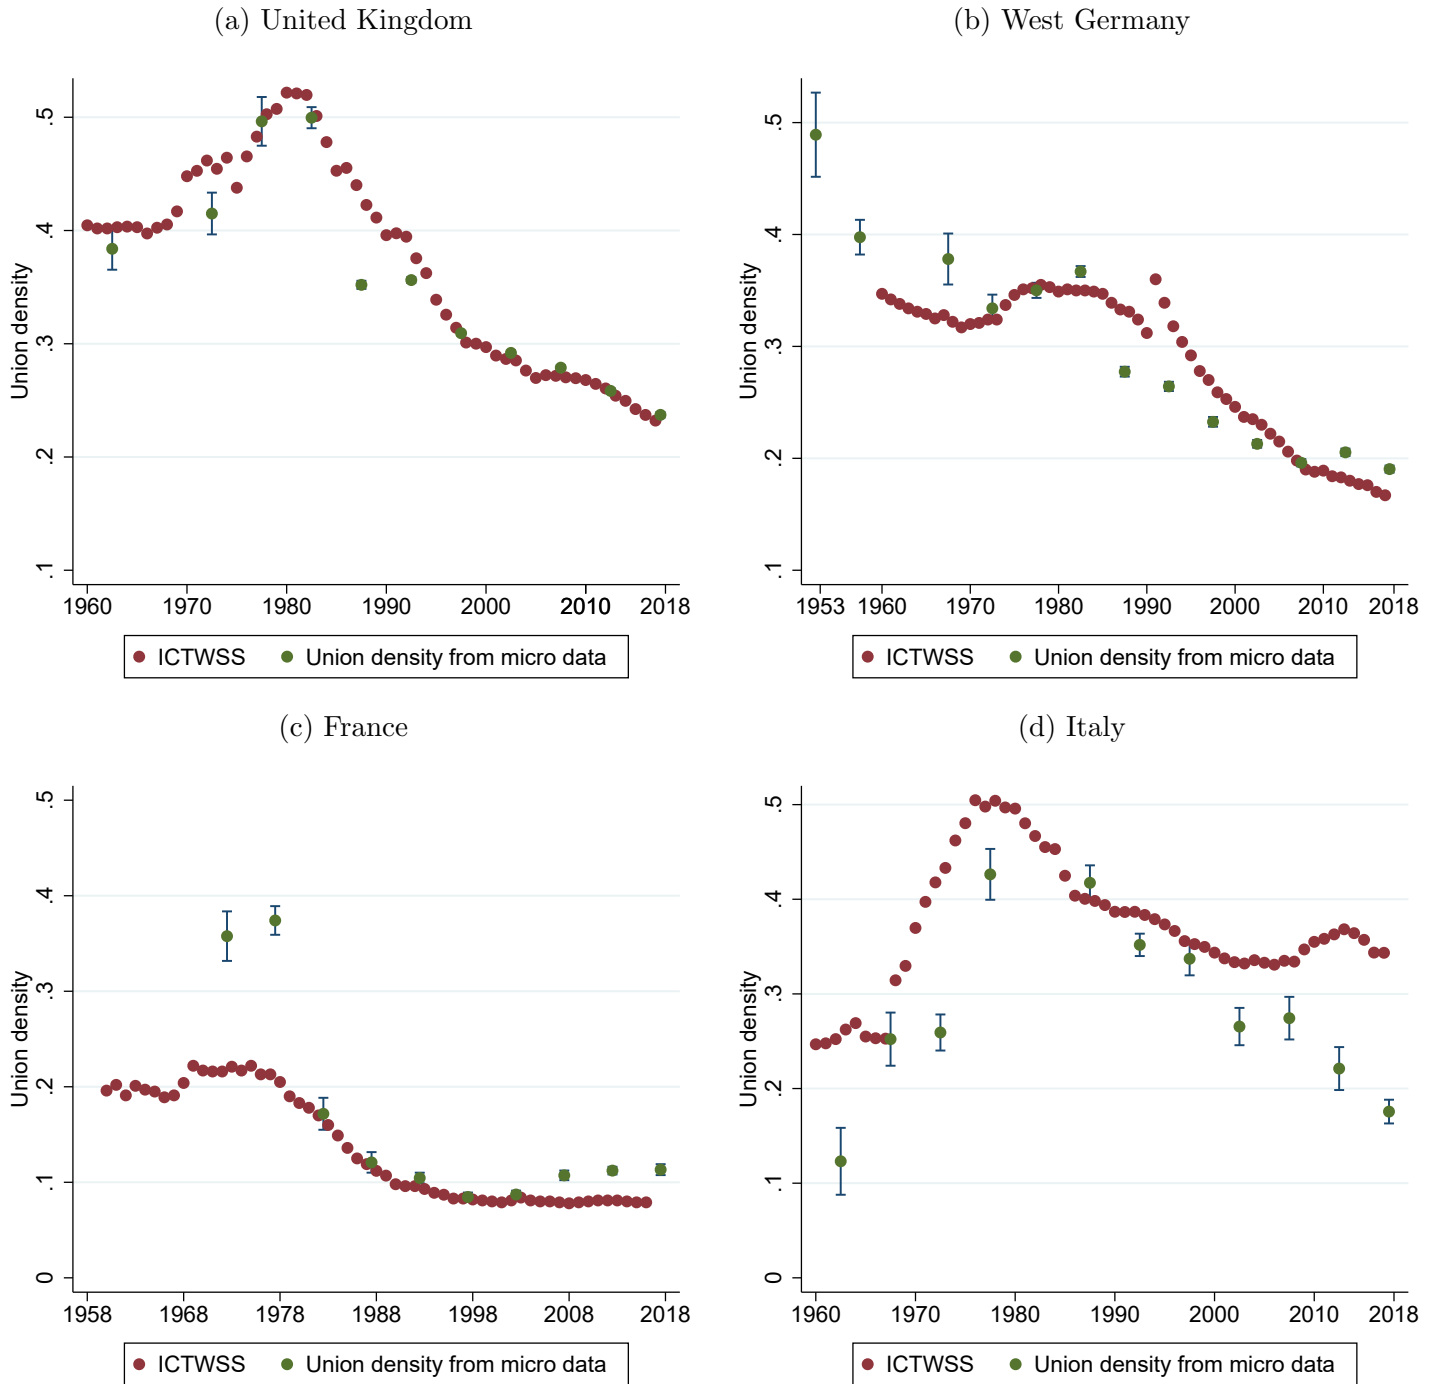 (a) United Kingdom
Union density
.5
.4
.3
.2
.1
1960 1970 1980 1990 2000 2010 2018
ICTWSS Union density from micro data
(b) West Germany
Union density
.5
.4
.3
.2
.1
1953 1960 1970 1980 1990 2000 2010 2018
ICTWSS Union density from micro data
(c) France
Union density
.5
.4
.3
.2
.1
0
1958 1968 1978 1988 1998 2008 2018
ICTWSS Union density from micro data
(d) Italy
Union density
.5
.4
.3
.2
.1
0
1960 1970 1980 1990 2000 2010 2018
ICTWSS Union density from micro data